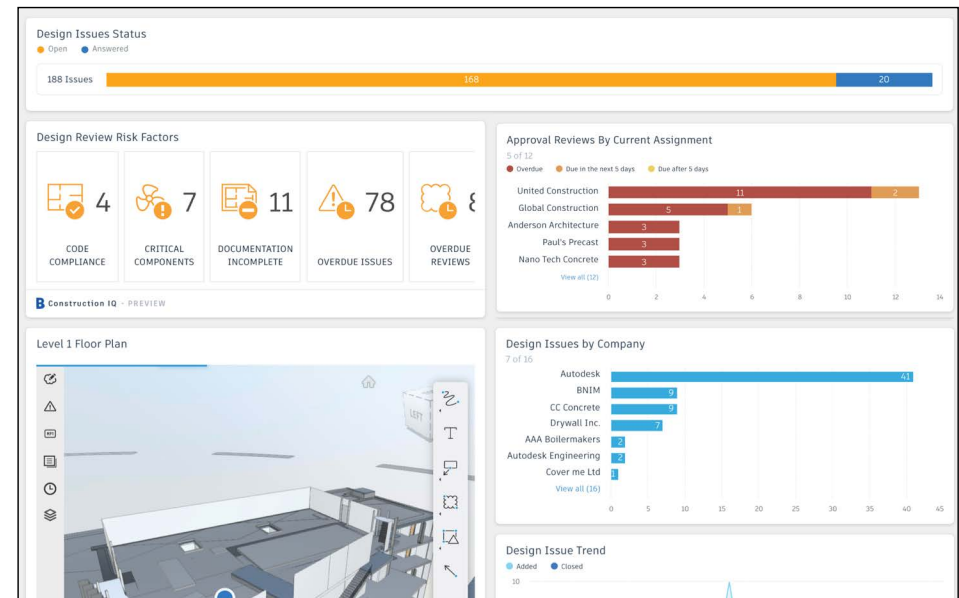 Design Issues Status
Open Answered
188 Issues 168 20
Design Review Risk Factors
4
CODE
COMPLIANCE
7
CRITICAL
COMPONENTS
11
DOCUMENTATION
INCOMPLETE
78
OVERDUE ISSUES
OVERDUE
REVIEWS
Construction IQ - PREVIEW
Approval Reviews By Current Assignment
5 of 12
Overdue Due in the next 5 days Due after 5 days
United Construction 11 2
Global Construction 5 1
Anderson Architecture 3
Paul's Precast 3
Nano Tech Concrete 3
View all (12)
0 2 4 6 8 10 12 14
Level 1 Floor Plan
LEFT
RFI
T
Design Issues by Company
7 of 16
Autodesk 41
BNIM 9
CC Concrete 9
Drywall Inc. 7
AAA Boilermakers 2
Autodesk Engineering 2
Cover me Ltd 1
View all (16)
0 5 10 15 20 25 30 35 40 45
Design Issue Trend
Added Closed
10